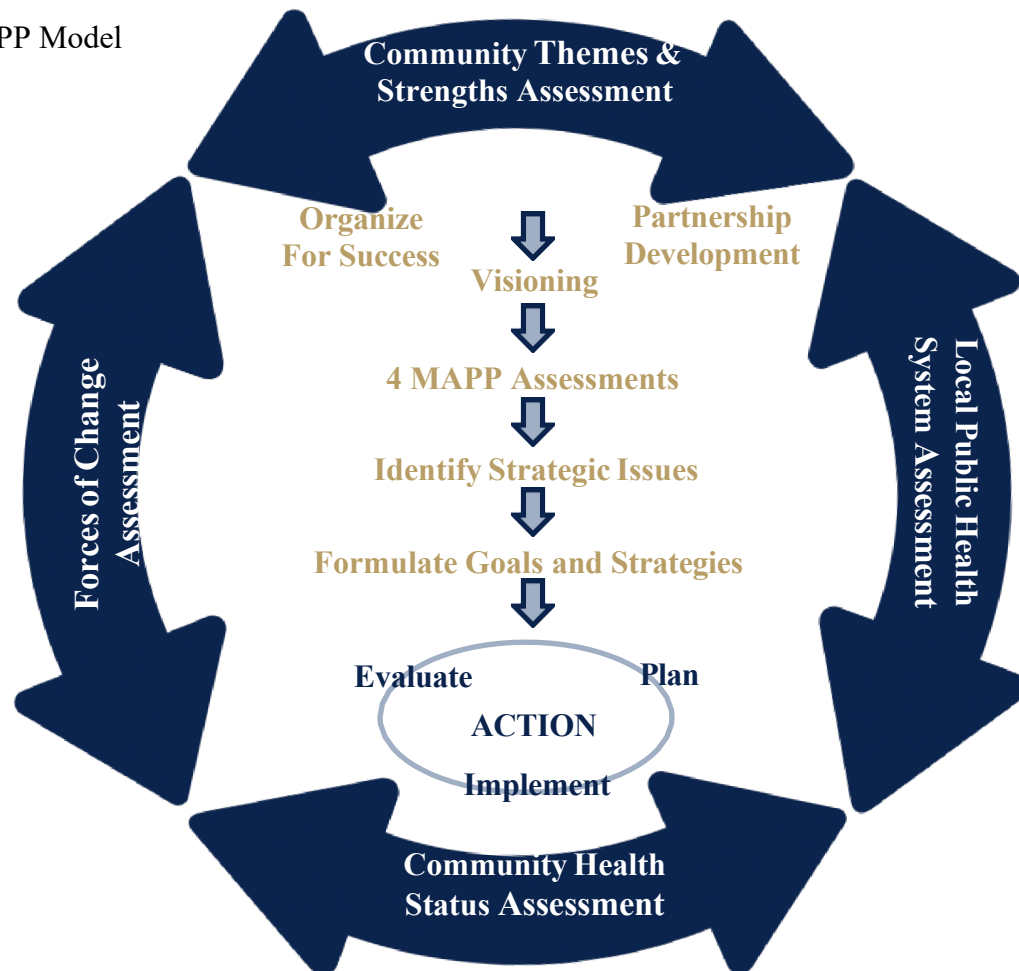 PP Model
Community Themes &
Strengths Assessment
Organize
For Success
Partnership
Development
Visioning
4 MAPP Assessments
Identify Strategic Issues
Formulate Goals and Strategies
Evaluate
Plan
ACTION
Implement
Forces of Change
Assessment
Local Public Health
System Assessment
Community Health
Status Assessment